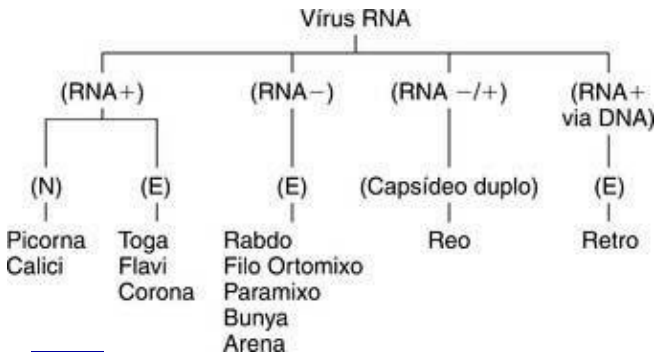 Vírus RNA
(RNA+) (RNA−) (RNA −/+) (RNA+
via DNA)
(N) (E) (E) (Capsídeo duplo) (E)
Picorna Toga Rabdo Reo Retro
Calici Flavi Filo Ortomixo
Corona Paramixo
Bunya
Arena